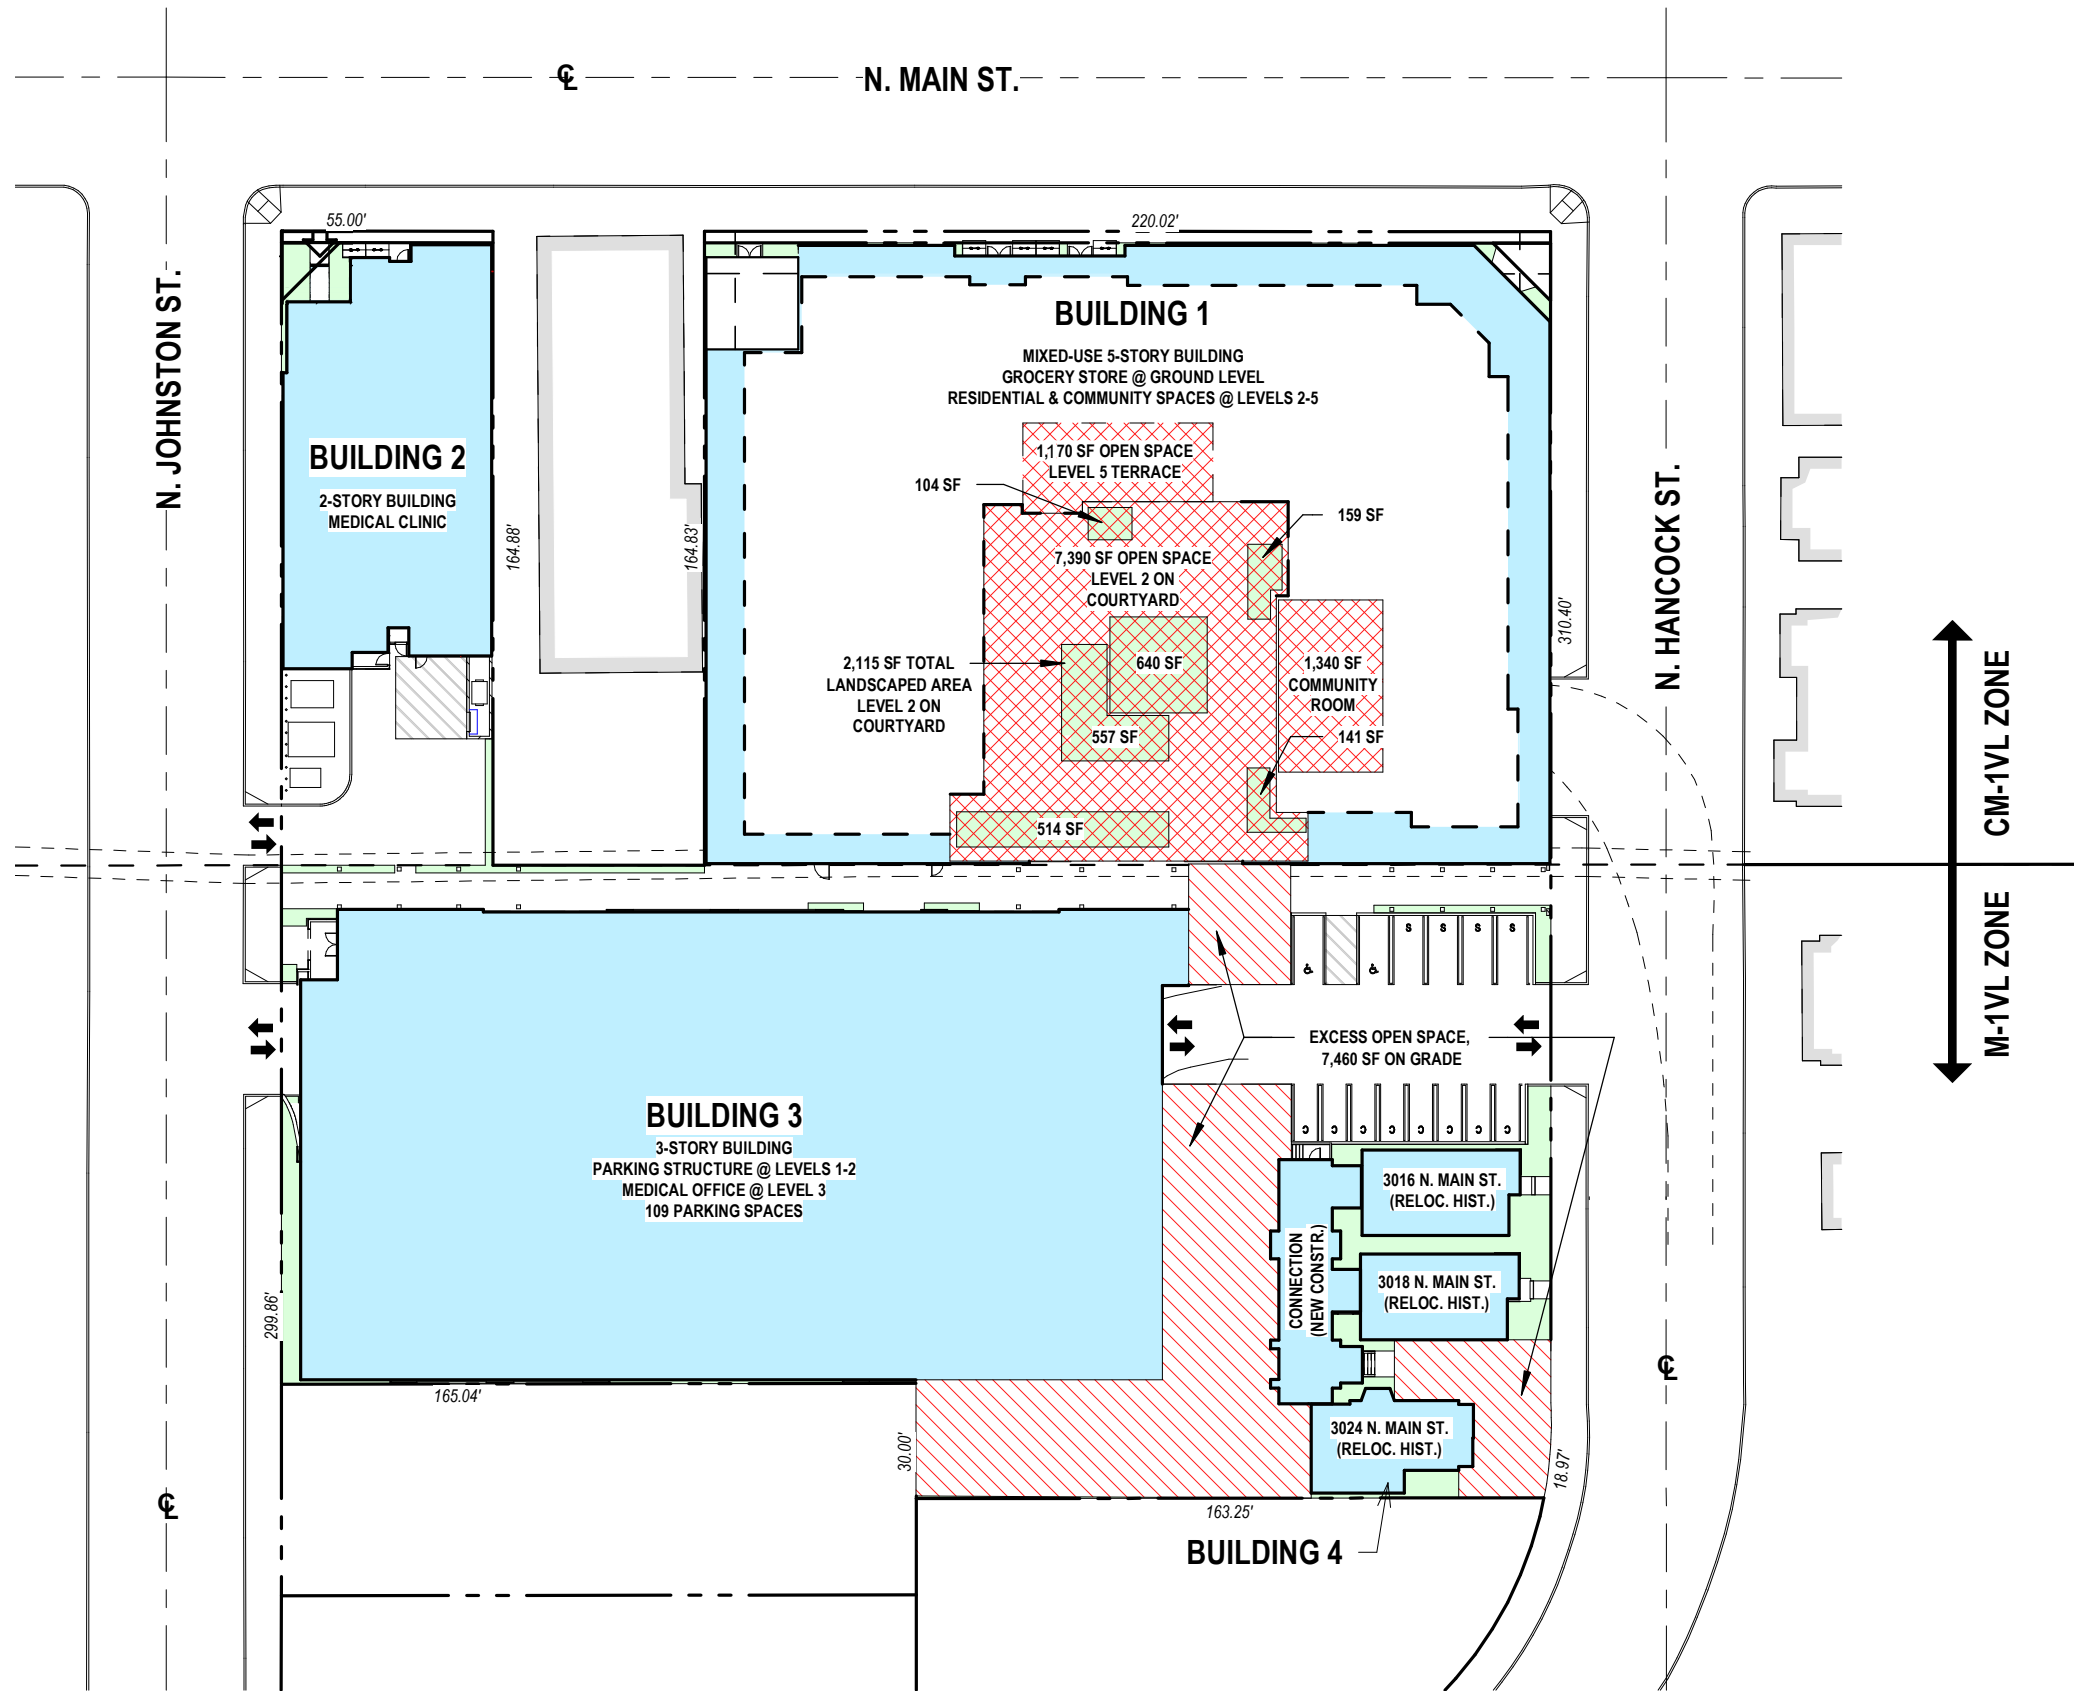 N. MAIN ST.
N. JOHNSTON ST.
N. HANCOCK ST.
55.00'
220.02'
BUILDING 1
MIXED-USE 5-STORY BUILDING
GROCERY STORE @ GROUND LEVEL
RESIDENTIAL & COMMUNITY SPACES @ LEVELS 2-5
BUILDING 2
2-STORY BUILDING
MEDICAL CLINIC
164.88'
164.83'
310.40'
1,170 SF OPEN SPACE
LEVEL 5 TERRACE
104 SF
159 SF
7,390 SF OPEN SPACE
LEVEL 2 ON
COURTYARD
2,115 SF TOTAL
LANDSCAPED AREA
LEVEL 2 ON
COURTYARD
640 SF
1,340 SF
COMMUNITY
ROOM
557 SF
141 SF
514 SF
CM-1VL ZONE
M-1VL ZONE
S
S
S
S
EXCESS OPEN SPACE,
7,460 SF ON GRADE
C
C
C
C
C
C
C
C
BUILDING 3
3-STORY BUILDING
PARKING STRUCTURE @ LEVELS 1-2
MEDICAL OFFICE @ LEVEL 3
109 PARKING SPACES
CONNECTION
(NEW CONSTR.)
3016 N. MAIN ST.
(RELOC. HIST.)
3018 N. MAIN ST.
(RELOC. HIST.)
3024 N. MAIN ST.
(RELOC. HIST.)
299.86'
165.04'
30.00'
163.25'
18.97'
BUILDING 4